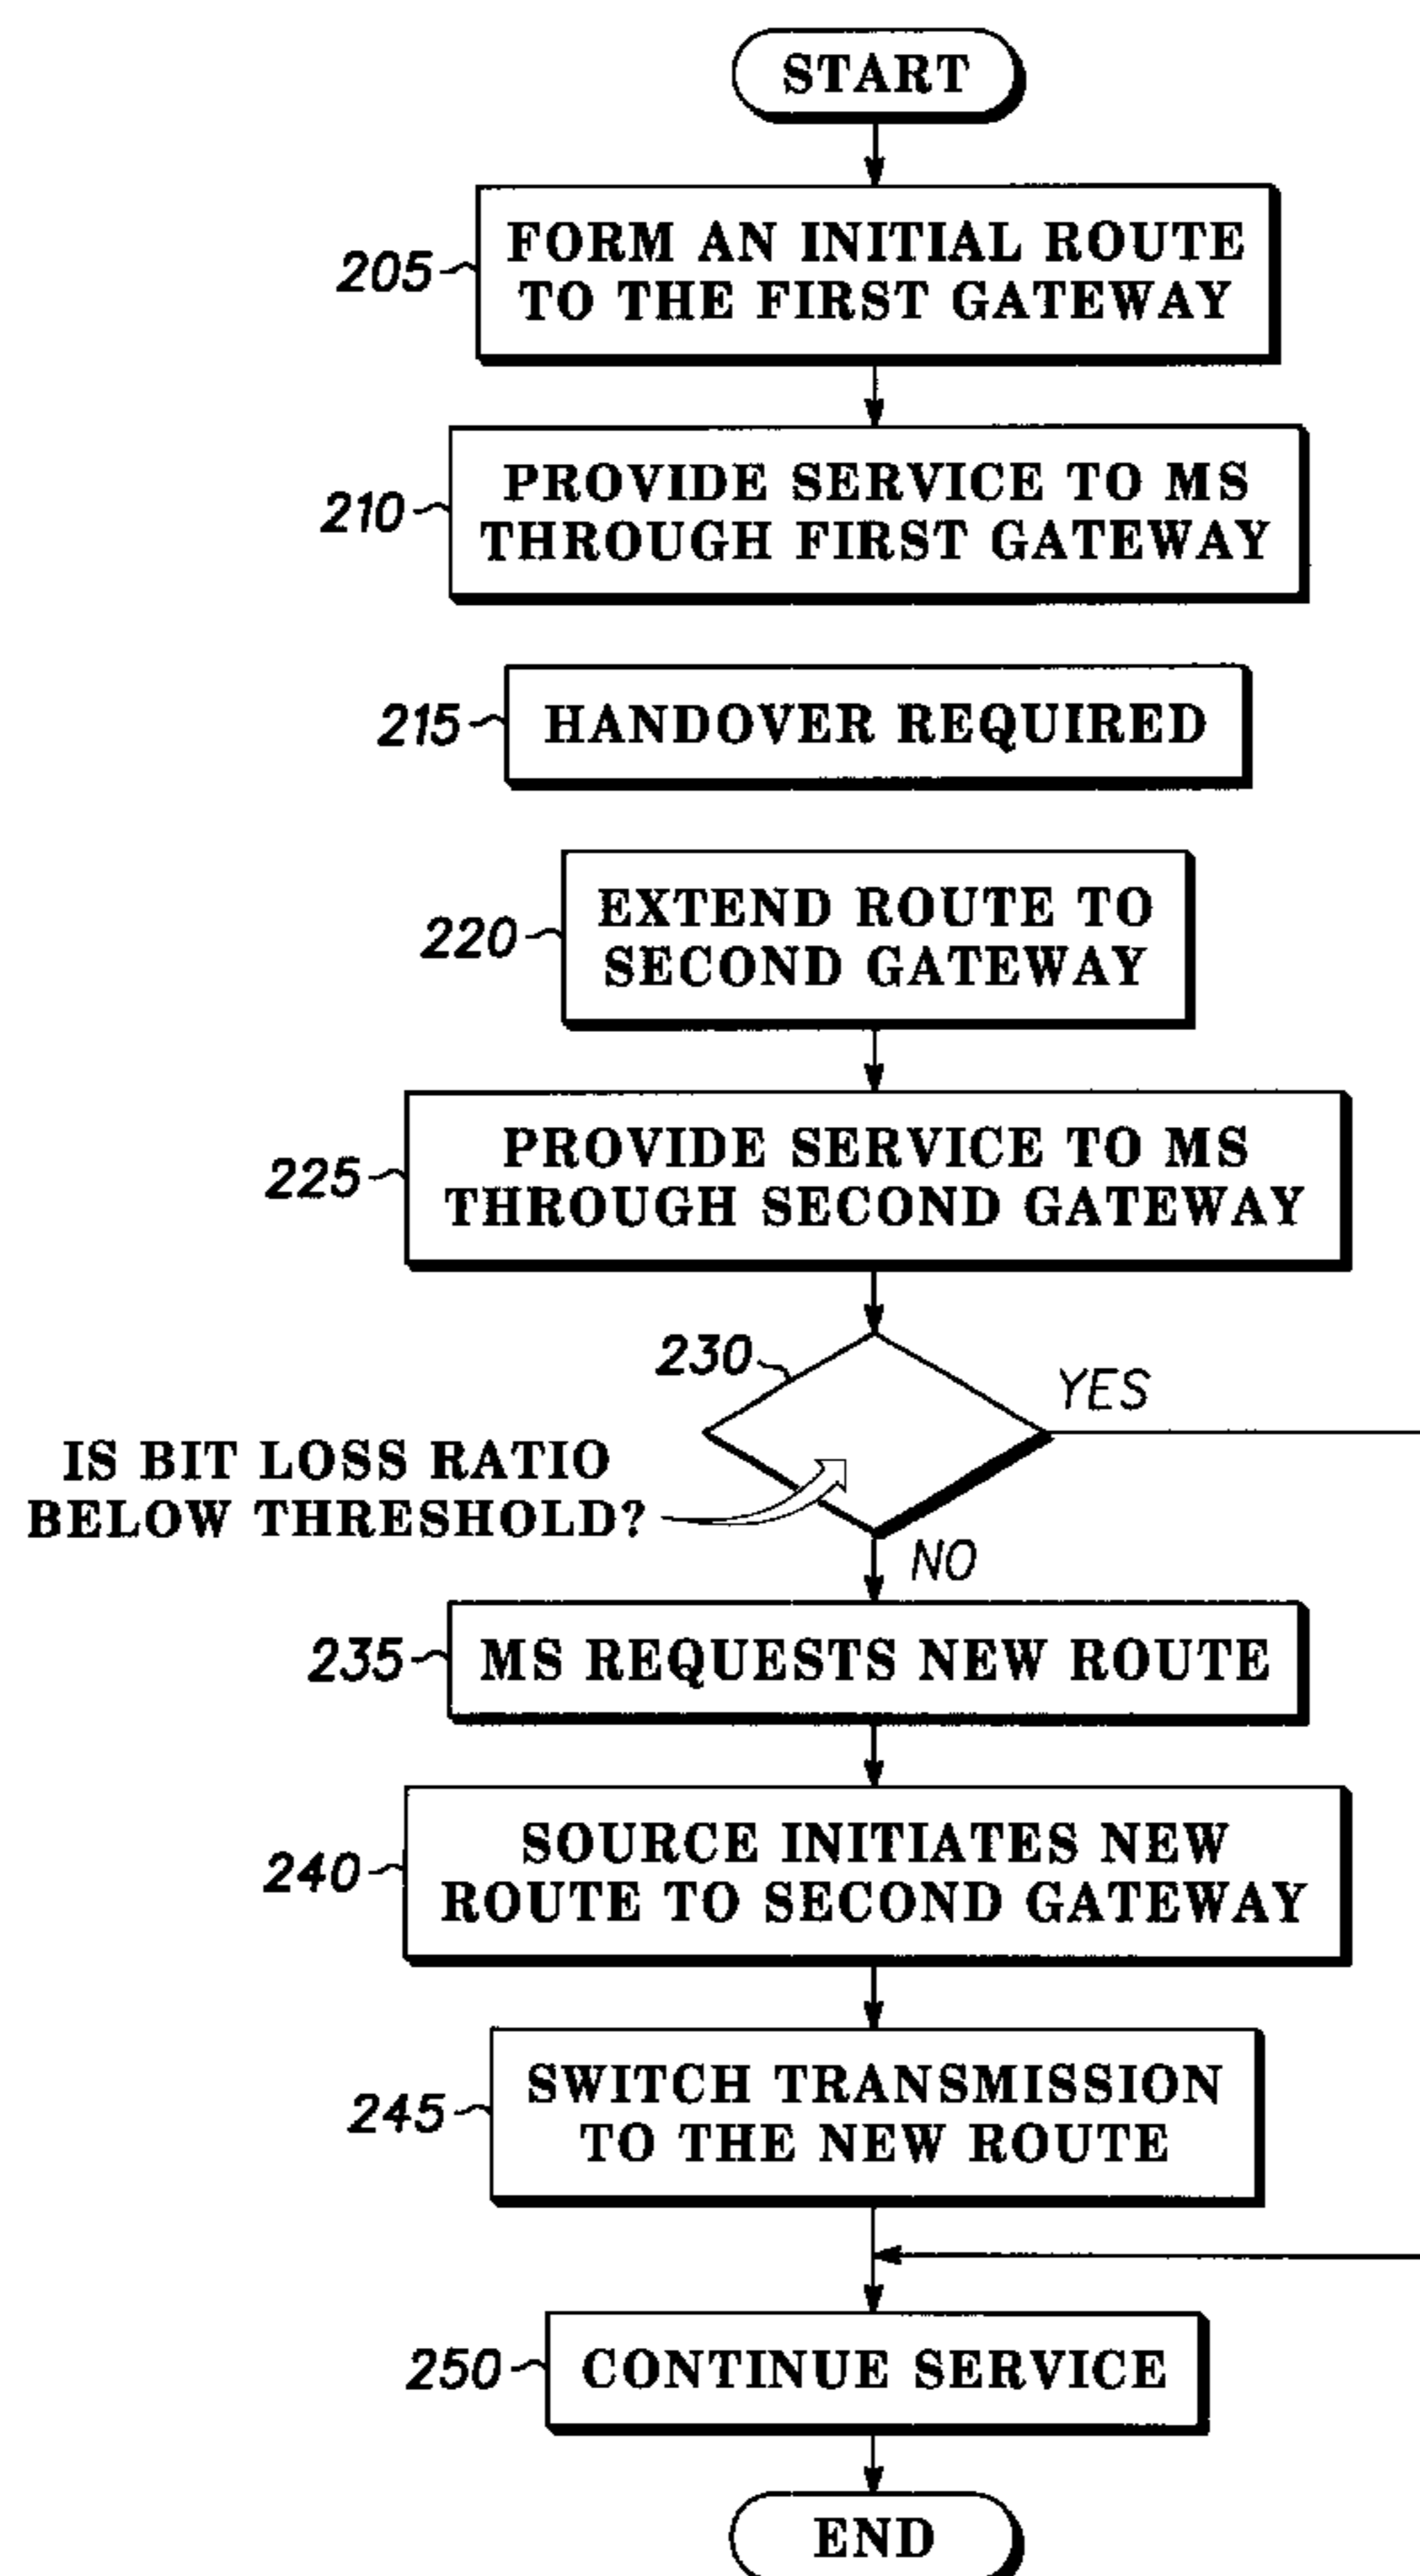 START
205
FORM AN INITIAL ROUTE
TO THE FIRST GATEWAY
210
PROVIDE SERVICE TO MS
THROUGH FIRST GATEWAY
215
HANDOVER REQUIRED
220
EXTEND ROUTE TO
SECOND GATEWAY
225
PROVIDE SERVICE TO MS
THROUGH SECOND GATEWAY
230
YES
IS BIT LOSS RATIO
BELOW THRESHOLD?
NO
235
MS REQUESTS NEW ROUTE
240
SOURCE INITIATES NEW
ROUTE TO SECOND GATEWAY
245
SWITCH TRANSMISSION
TO THE NEW ROUTE
250
CONTINUE SERVICE
END